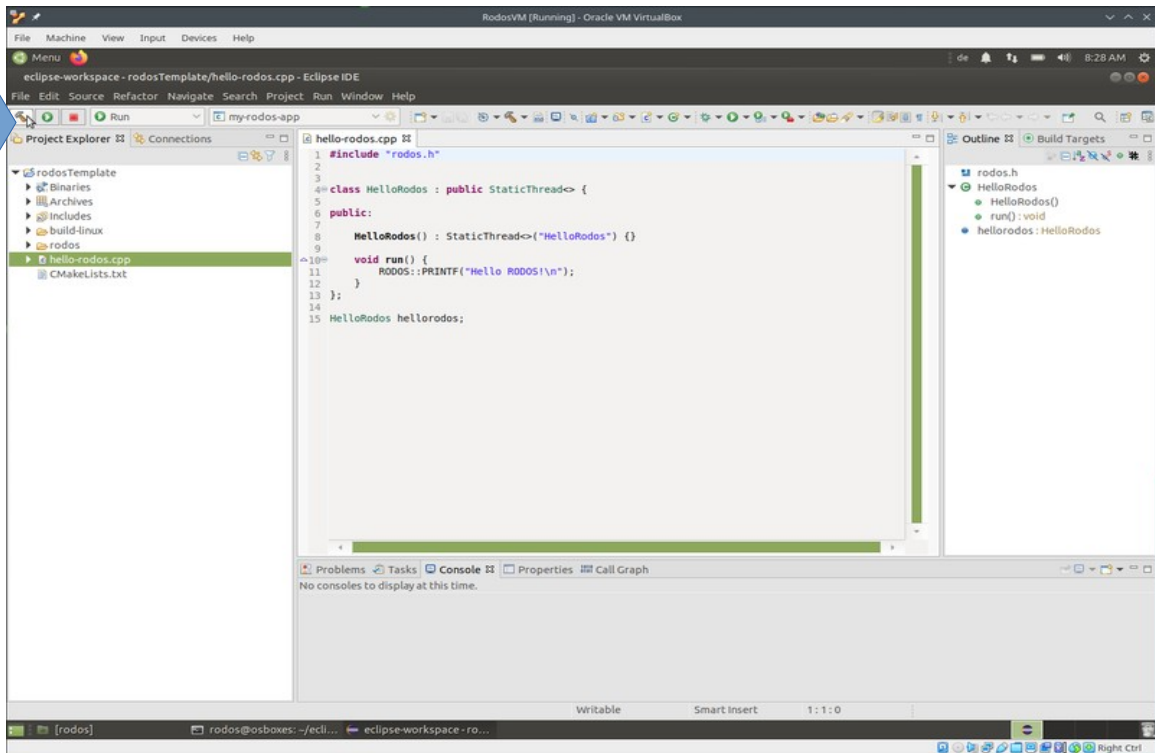 RodosVM [Running] - Oracle VM VirtualBox
File Machine View Input Devices Help
Menu
de
8:28 AM
eclipse-workspace - rodosTemplate/hello-rodos.cpp - Eclipse IDE
File Edit Source Refactor Navigate Search Project Run Window Help
Run
my-rodos-app
Project Explorer
Connections
rodosTemplate
Binaries
Archives
Includes
build-linux
rodos
hello-rodos.cpp
CMakeLists.txt
hello-rodos.cpp
1 #include "rodos.h"
2
3
4 class HelloRodos : public StaticThread<> {
5
6 public:
7
8 HelloRodos() : StaticThread<>("HelloRodos") {}
9
10 void run() {
11 RODOS::PRINTF("Hello RODOS!\n");
12 }
13 };
14
15 HelloRodos hellorodos;
Outline
Build Targets
rodos.h
HelloRodos
HelloRodos()
run() : void
hellorodos : HelloRodos
Problems Tasks Console Properties Call Graph
No consoles to display at this time.
Writable Smart Insert 1:1:0
[rodos]
rodos@osboxes: ~/ecli...
eclipse-workspace - ro...
Right Ctrl